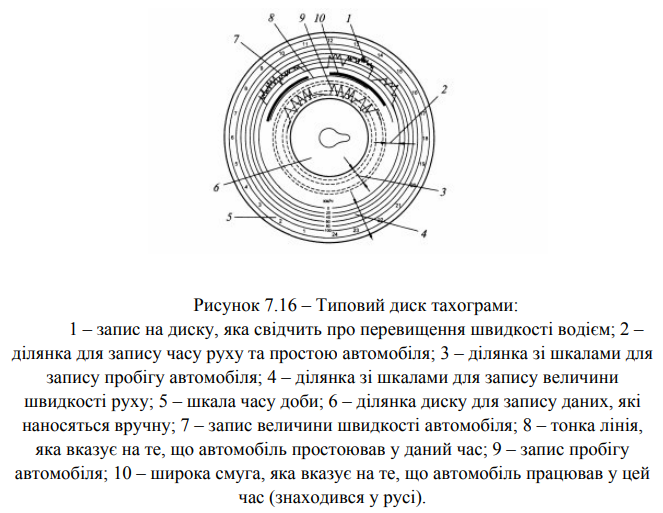 8 9 10 1
7
2
6
3
5
4
км/ч
Рисунок 7.16 – Типовий диск тахограми:
1 – запис на диску, яка свідчить про перевищення швидкості водієм; 2 –
ділянка для запису часу руху та простою автомобіля; 3 – ділянка зі шкалами для
запису пробігу автомобіля; 4 – ділянка зі шкалами для запису величини
швидкості руху; 5 – шкала часу доби; 6 – ділянка диску для запису даних, які
наносяться вручну; 7 – запис величини швидкості автомобіля; 8 – тонка лінія,
яка вказує на те, що автомобіль простоював у даний час; 9 – запис пробігу
автомобіля; 10 – широка смуга, яка вказує на те, що автомобіль працював у цей
час (знаходився у русі).